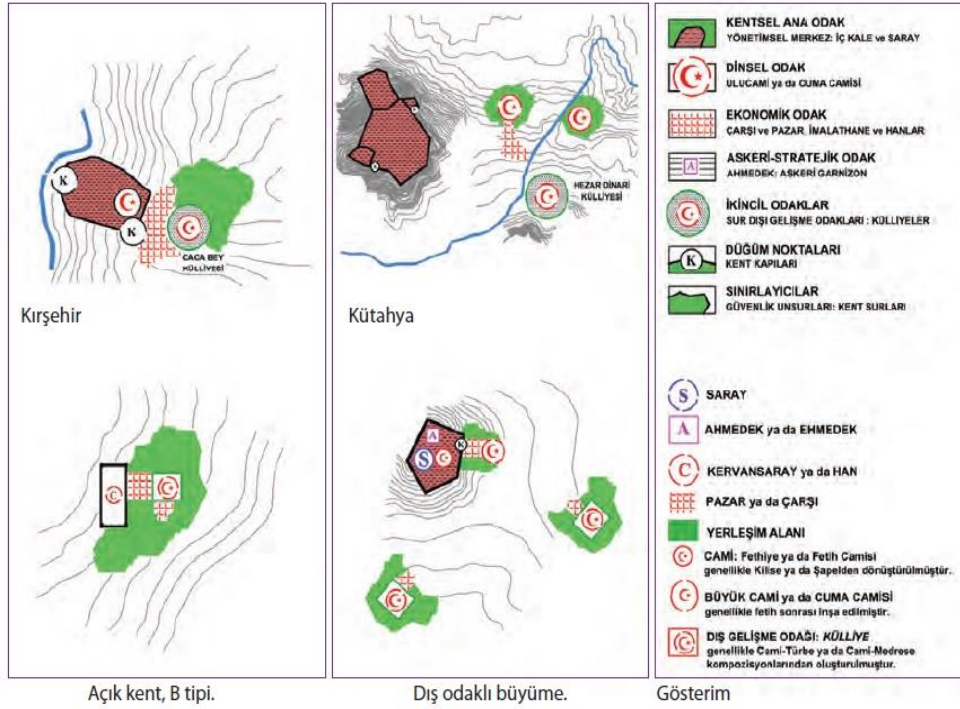 K
K
CACA BEY
KÜLLİYESİ
Kırşehir
HEZAR DİNARİ
KÜLLİYESİ
Kütahya
KENTSEL ANA ODAK
YÖNETİMSEL MERKEZ: İÇ KALE ve SARAY
DİNSEL ODAK
ULUCAMİ ya da CUMA CAMİSİ
EKONOMİK ODAK
ÇARŞI ve PAZAR, İMALATHANE ve HANLAR
A
ASKERİ-STRATEJİK ODAK
AHMEDEK: ASKERİ GARNİZON
İKİNCİL ODAKLAR
SUR DIŞI GELİŞME ODAKLARI : KÜLLİYELER
K
DÜĞÜM NOKTALARI
KENT KAPILARI
SINIRLAYICILAR
GÜVENLİK UNSURLARI: KENT SURLARI
C
Açık kent, B tipi.
A
S
K
Dış odaklı büyüme.
S
SARAY
A
AHMEDEK ya da EHMEDEK
C
KERVANSARAY ya da HAN
PAZAR ya da ÇARŞI
YERLEŞİM ALANI
CAMİ: Fethiye ya da Fetih Camisi
genellikle Kilise ya da Şapelden dönüştürülmüştür.
BÜYÜK CAMİ ya da CUMA CAMİSİ
genellikle fetih sonrası inşa edilmiştir.
DIŞ GELİŞME ODAĞI: KÜLLİYE
genellikle Cami-Türbe ya da Cami-Medrese
kompozisyonlarından oluşturulmuştur.
Gösterim